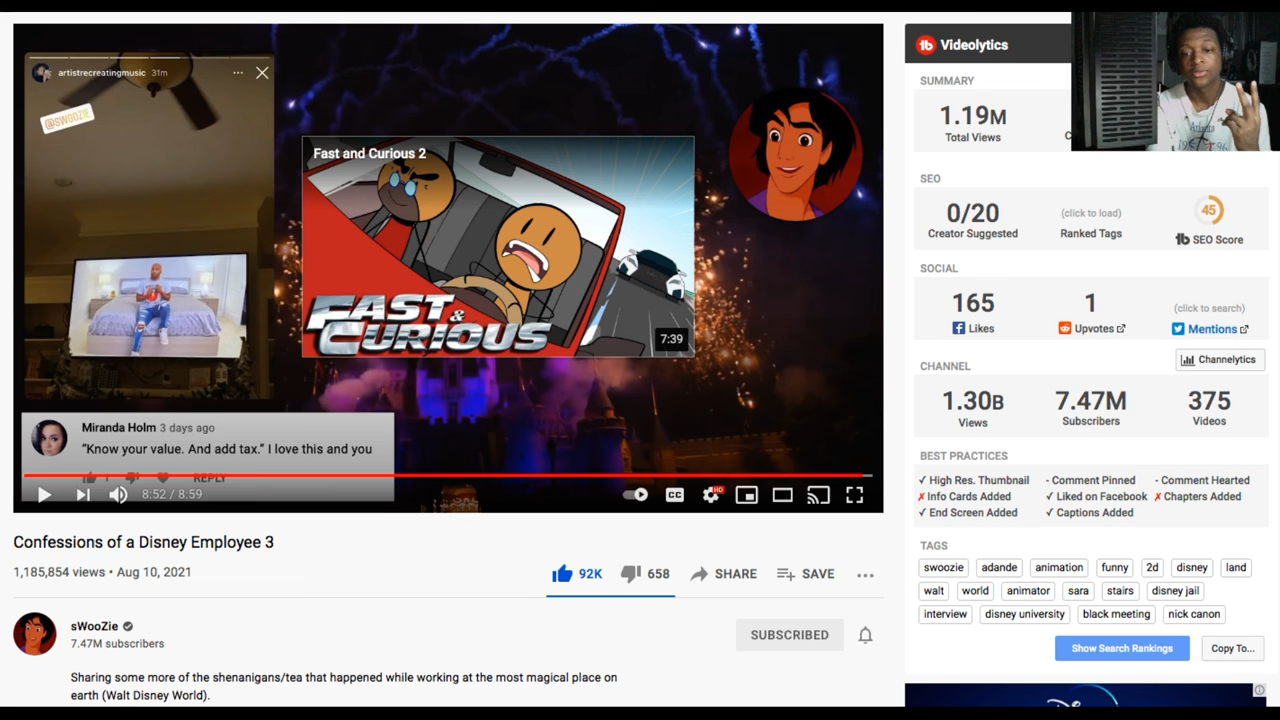 artistrecreatingmusic 31m
@SWOOZIE
Fast and Curious 2
FAST &
CURIOUS
7:39
Miranda Holm 3 days ago
"Know your value. And add tax." I love this and you
REPLY
8:52 / 8:59
CC
HD
Confessions of a Disney Employee 3
1,185,854 views • Aug 10, 2021
92K
658
SHARE
SAVE
sWooZie
7.47M subscribers
SUBSCRIBED
Sharing some more of the shenanigans/tea that happened while working at the most magical place on
earth (Walt Disney World).
tb Videolytics
SUMMARY
1.19M
Total Views
C
SEO
0/20
Creator Suggested
(click to load)
Ranked Tags
45
tb SEO Score
SOCIAL
165
Likes
1
Upvotes
(click to search)
Mentions
CHANNEL
Channelytics
1.30B
Views
7.47M
Subscribers
375
Videos
BEST PRACTICES
✓ High Res. Thumbnail - Comment Pinned - Comment Hearted
✗ Info Cards Added ✓ Liked on Facebook ✗ Chapters Added
✓ End Screen Added ✓ Captions Added
TAGS
swoozie adande animation funny 2d disney land
walt world animator sara stairs disney jail
interview disney university black meeting nick canon
Show Search Rankings Copy To...